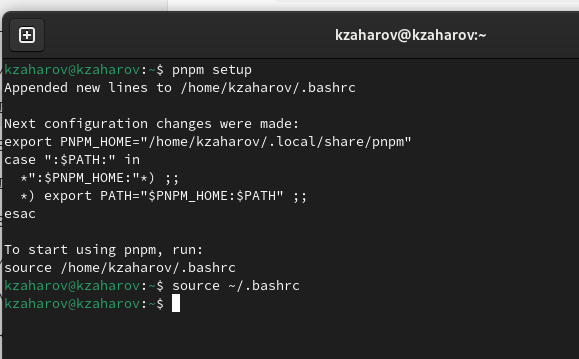 kzaharov@kzaharov:~
kzaharov@kzaharov:~$ pnpm setup
Appended new lines to /home/kzaharov/.bashrc
Next configuration changes were made:
export PNPM_HOME="/home/kzaharov/.local/share/pnpm"
case ":$PATH:" in
  *":$PNPM_HOME:"*) ;;
  *) export PATH="$PNPM_HOME:$PATH" ;;
esac
To start using pnpm, run:
source /home/kzaharov/.bashrc
kzaharov@kzaharov:~$ source ~/.bashrc
kzaharov@kzaharov:~$